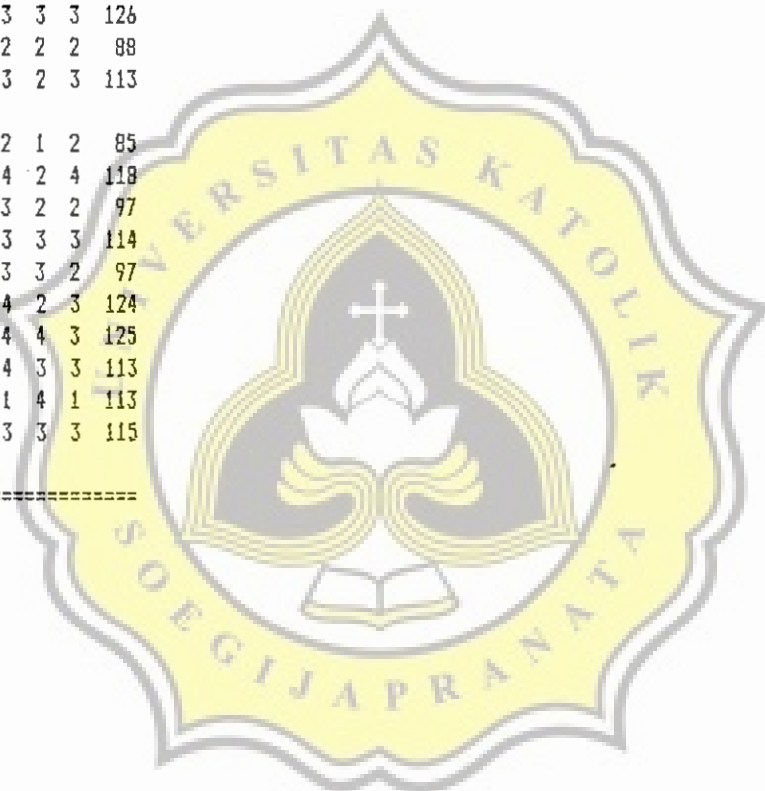 3 3 3 126
2 2 2 88
3 2 3 113
2 1 2 85
4 2 4 118
3 2 2 97
3 3 3 114
3 3 2 97
4 2 3 124
4 4 3 125
4 3 3 113
1 4 1 113
3 3 3 115
============
UNIVERSITAS KATOLIK
SOEGIJAPRANATA